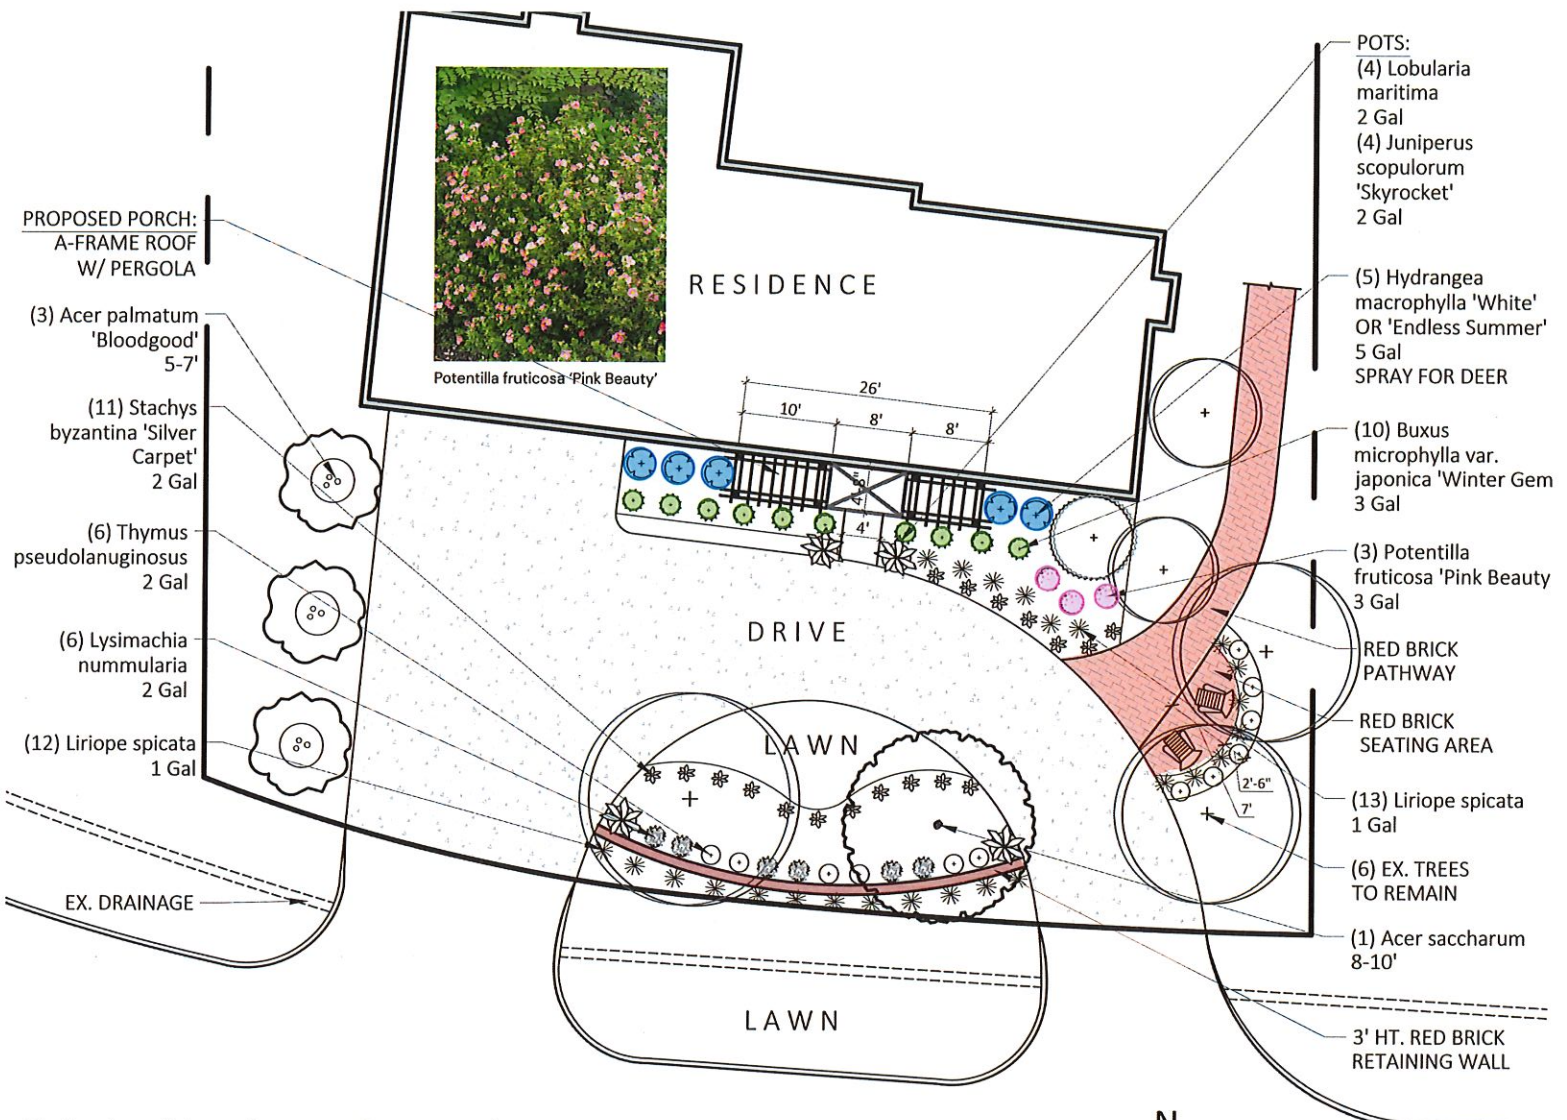 PROPOSED PORCH:
A-FRAME ROOF
W/ PERGOLA
(3) Acer palmatum
'Bloodgood'
5-7'
(11) Stachys
byzantina 'Silver
Carpet'
2 Gal
(6) Thymus
pseudolanuginosus
2 Gal
(6) Lysimachia
nummularia
2 Gal
(12) Liriope spicata
1 Gal
EX. DRAINAGE
Potentilla fruticosa 'Pink Beauty'
RESIDENCE
26'
10'
8'
8'
4'-8"
4'
DRIVE
LAWN
LAWN
2'-6"
7'
POTS:
(4) Lobularia
maritima
2 Gal
(4) Juniperus
scopulorum
'Skyrocket'
2 Gal
(5) Hydrangea
macrophylla 'White'
OR 'Endless Summer'
5 Gal
SPRAY FOR DEER
(10) Buxus
microphylla var.
japonica 'Winter Gem
3 Gal
(3) Potentilla
fruticosa 'Pink Beauty
3 Gal
RED BRICK
PATHWAY
RED BRICK
SEATING AREA
(13) Liriope spicata
1 Gal
(6) EX. TREES
TO REMAIN
(1) Acer saccharum
8-10'
3' HT. RED BRICK
RETAINING WALL
N